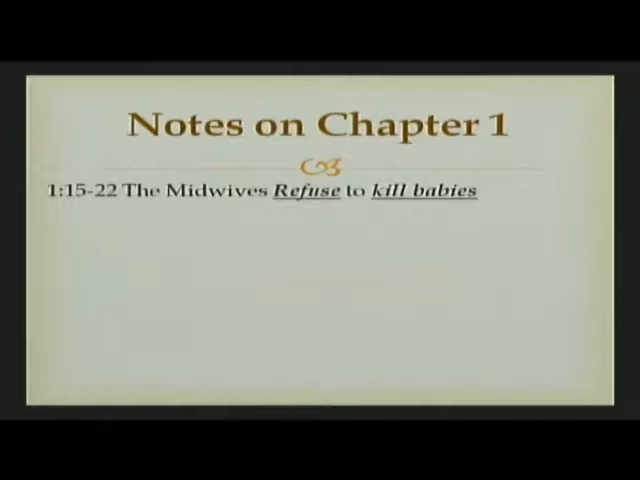 Notes on Chapter 1
1:15-22 The Midwives Refuse to kill babies